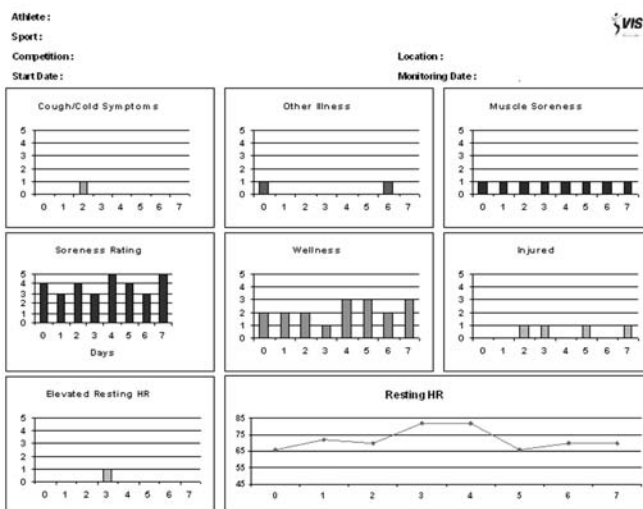 Athlete :
Sport :
Competition :
Location :
Start Date :
Monitoring Date :
VIS
Cough/Cold Symptoms
5
4
3
2
1
0
0 1 2 3 4 5 6 7
Other Illness
5
4
3
2
1
0
0 1 2 3 4 5 6 7
Muscle Soreness
5
4
3
2
1
0
0 1 2 3 4 5 6 7
Soreness Rating
5
4
3
2
1
0
0 1 2 3 4 5 6 7
Days
Wellness
5
4
3
2
1
0
0 1 2 3 4 5 6 7
Injured
5
4
3
2
1
0
0 1 2 3 4 5 6 7
Elevated Resting HR
5
4
3
2
1
0
0 1 2 3 4 5 6 7
Resting HR
85
75
65
55
45
0 1 2 3 4 5 6 7